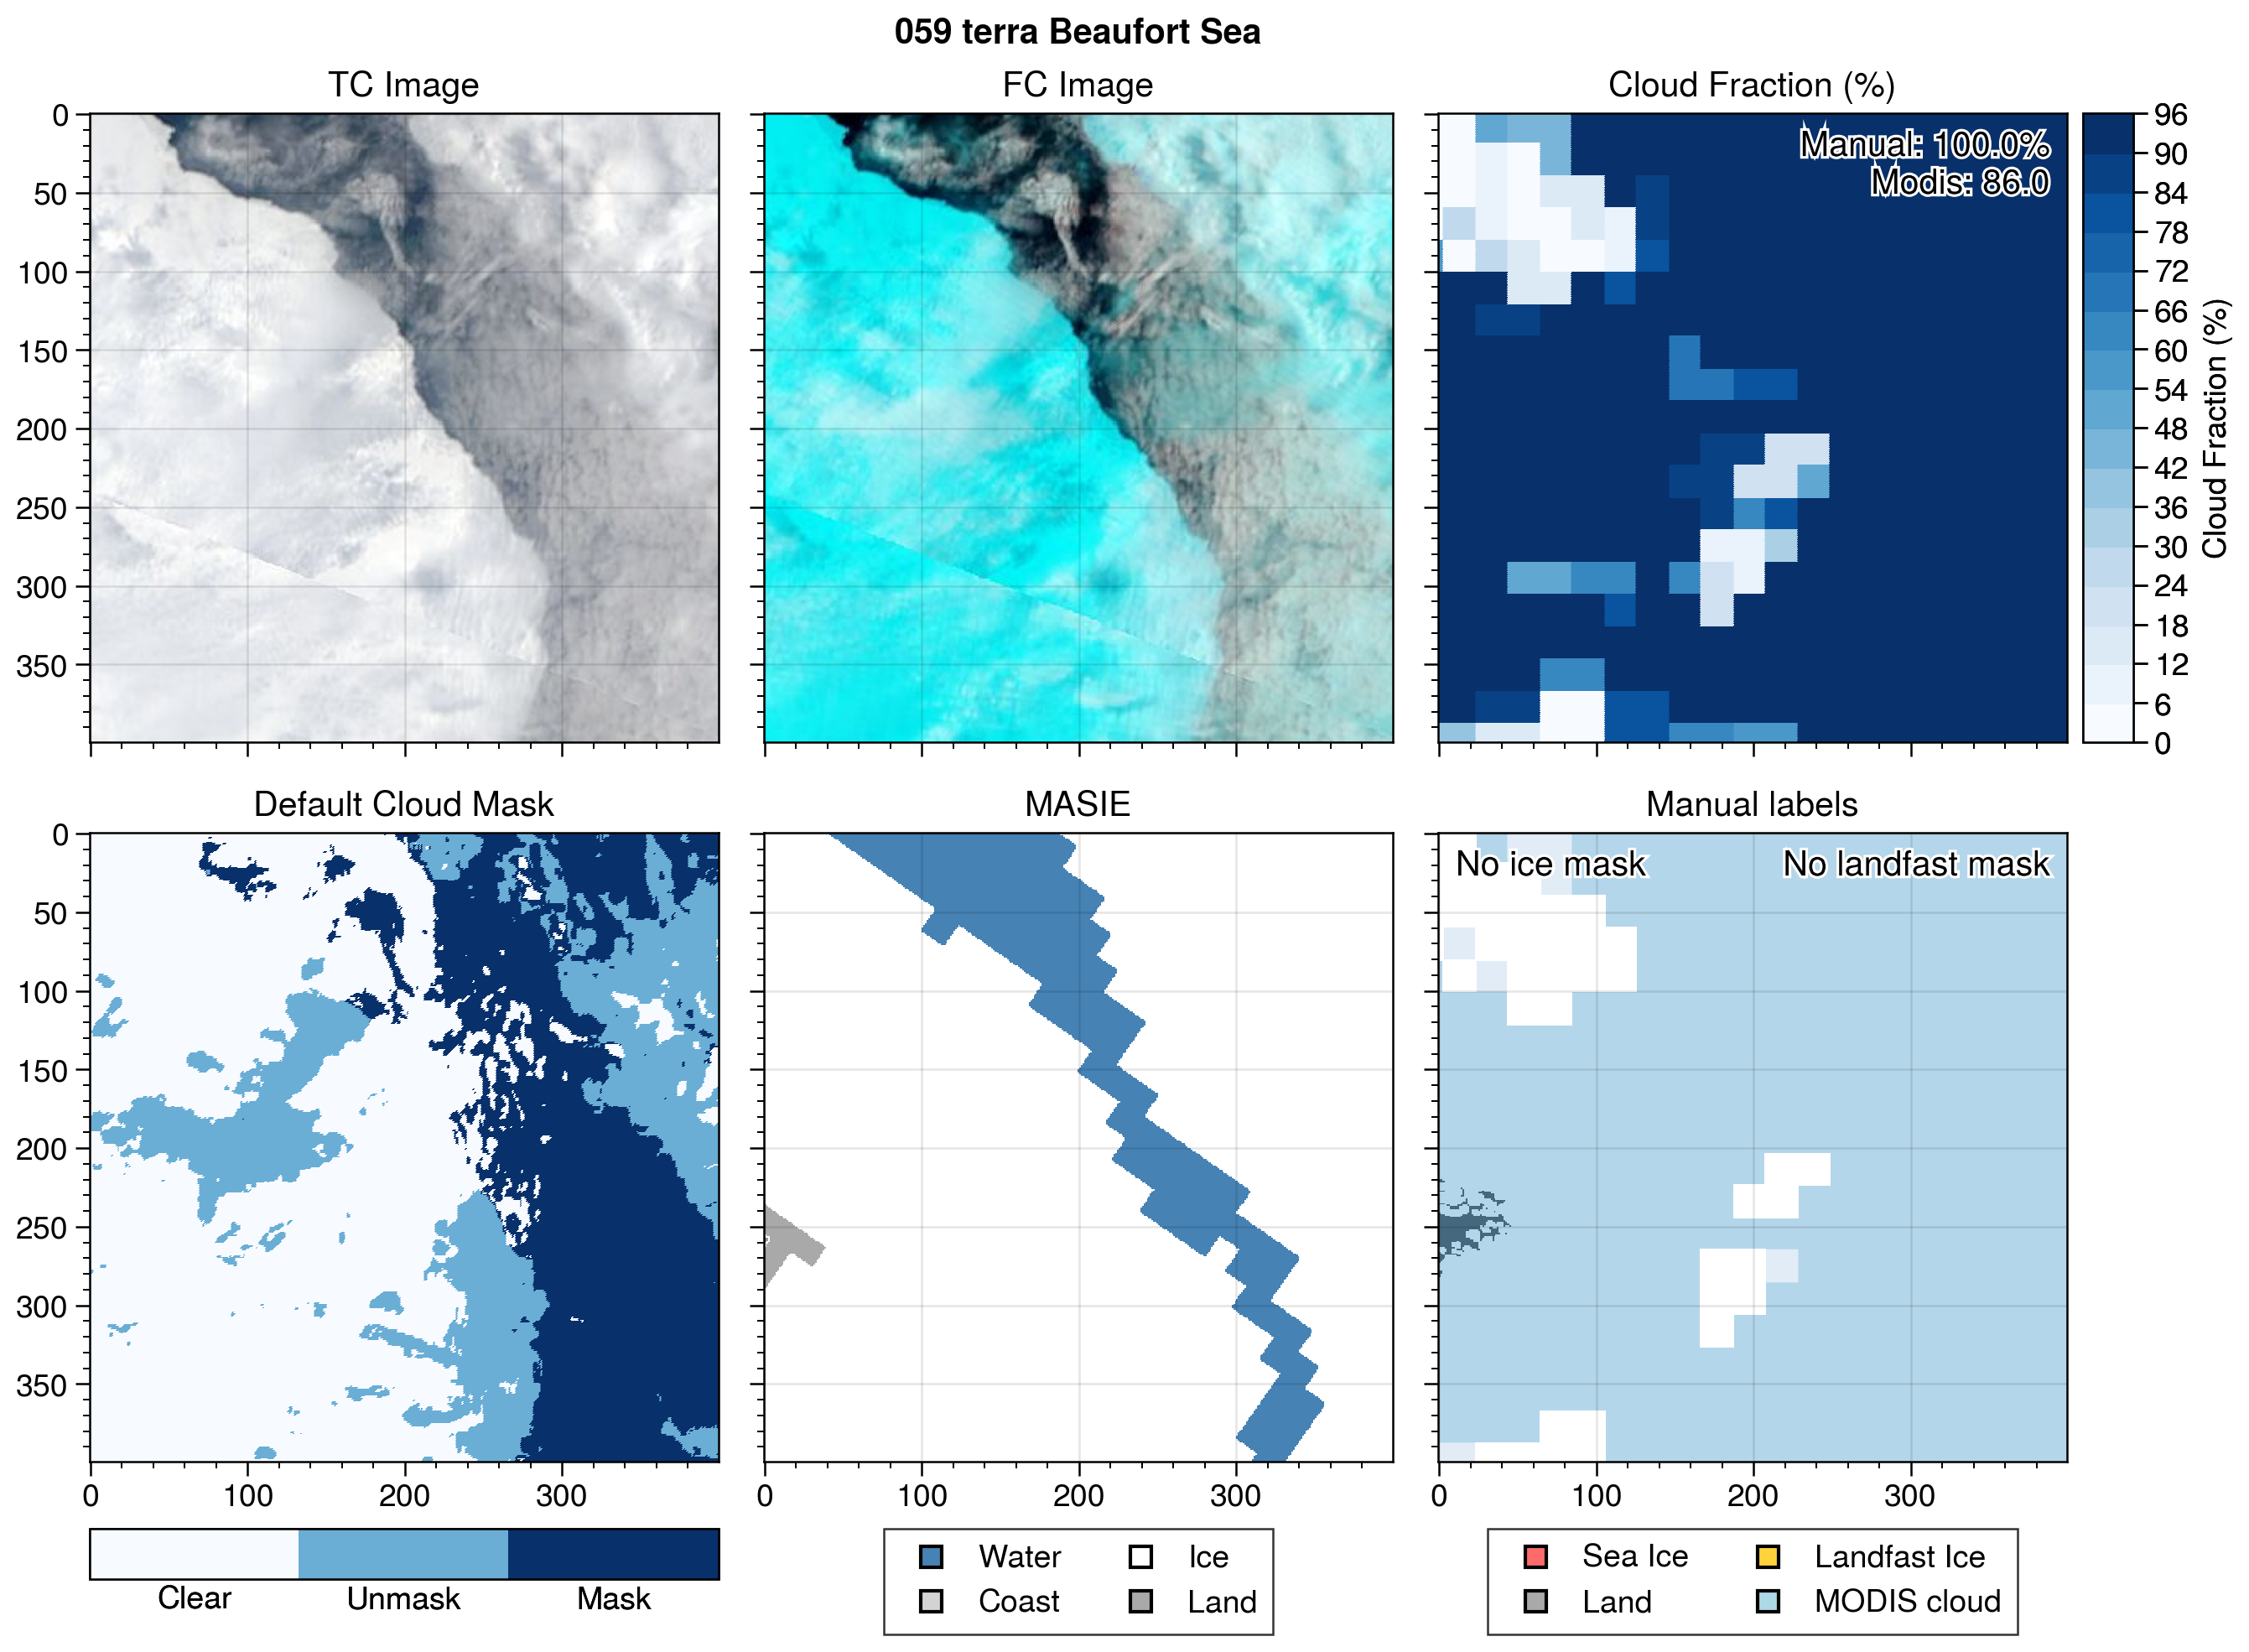 059 terra Beaufort Sea
TC Image
FC Image
Cloud Fraction (%)
0
50
100
150
200
250
300
350
Manual: 100.0%
Modis: 86.0
96
90
84
78
72
66
60
54
48
42
36
30
24
18
12
6
0
Cloud Fraction (%)
Default Cloud Mask
MASIE
Manual labels
0
50
100
150
200
250
300
350
No ice mask
No landfast mask
0 100 200 300
0 100 200 300
0 100 200 300
Clear Unmask Mask
Water Ice
Coast Land
Sea Ice Landfast Ice
Land MODIS cloud